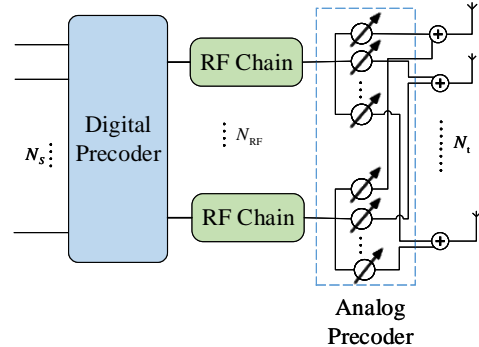 RF Chain
Digital
Precoder
N_s
N_RF
N_t
RF Chain
Analog
Precoder